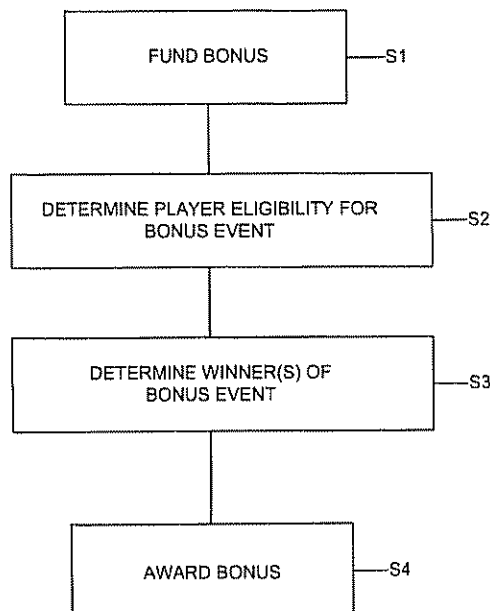 FUND BONUS
S1
DETERMINE PLAYER ELIGIBILITY FOR
BONUS EVENT
S2
DETERMINE WINNER(S) OF
BONUS EVENT
S3
AWARD BONUS
S4